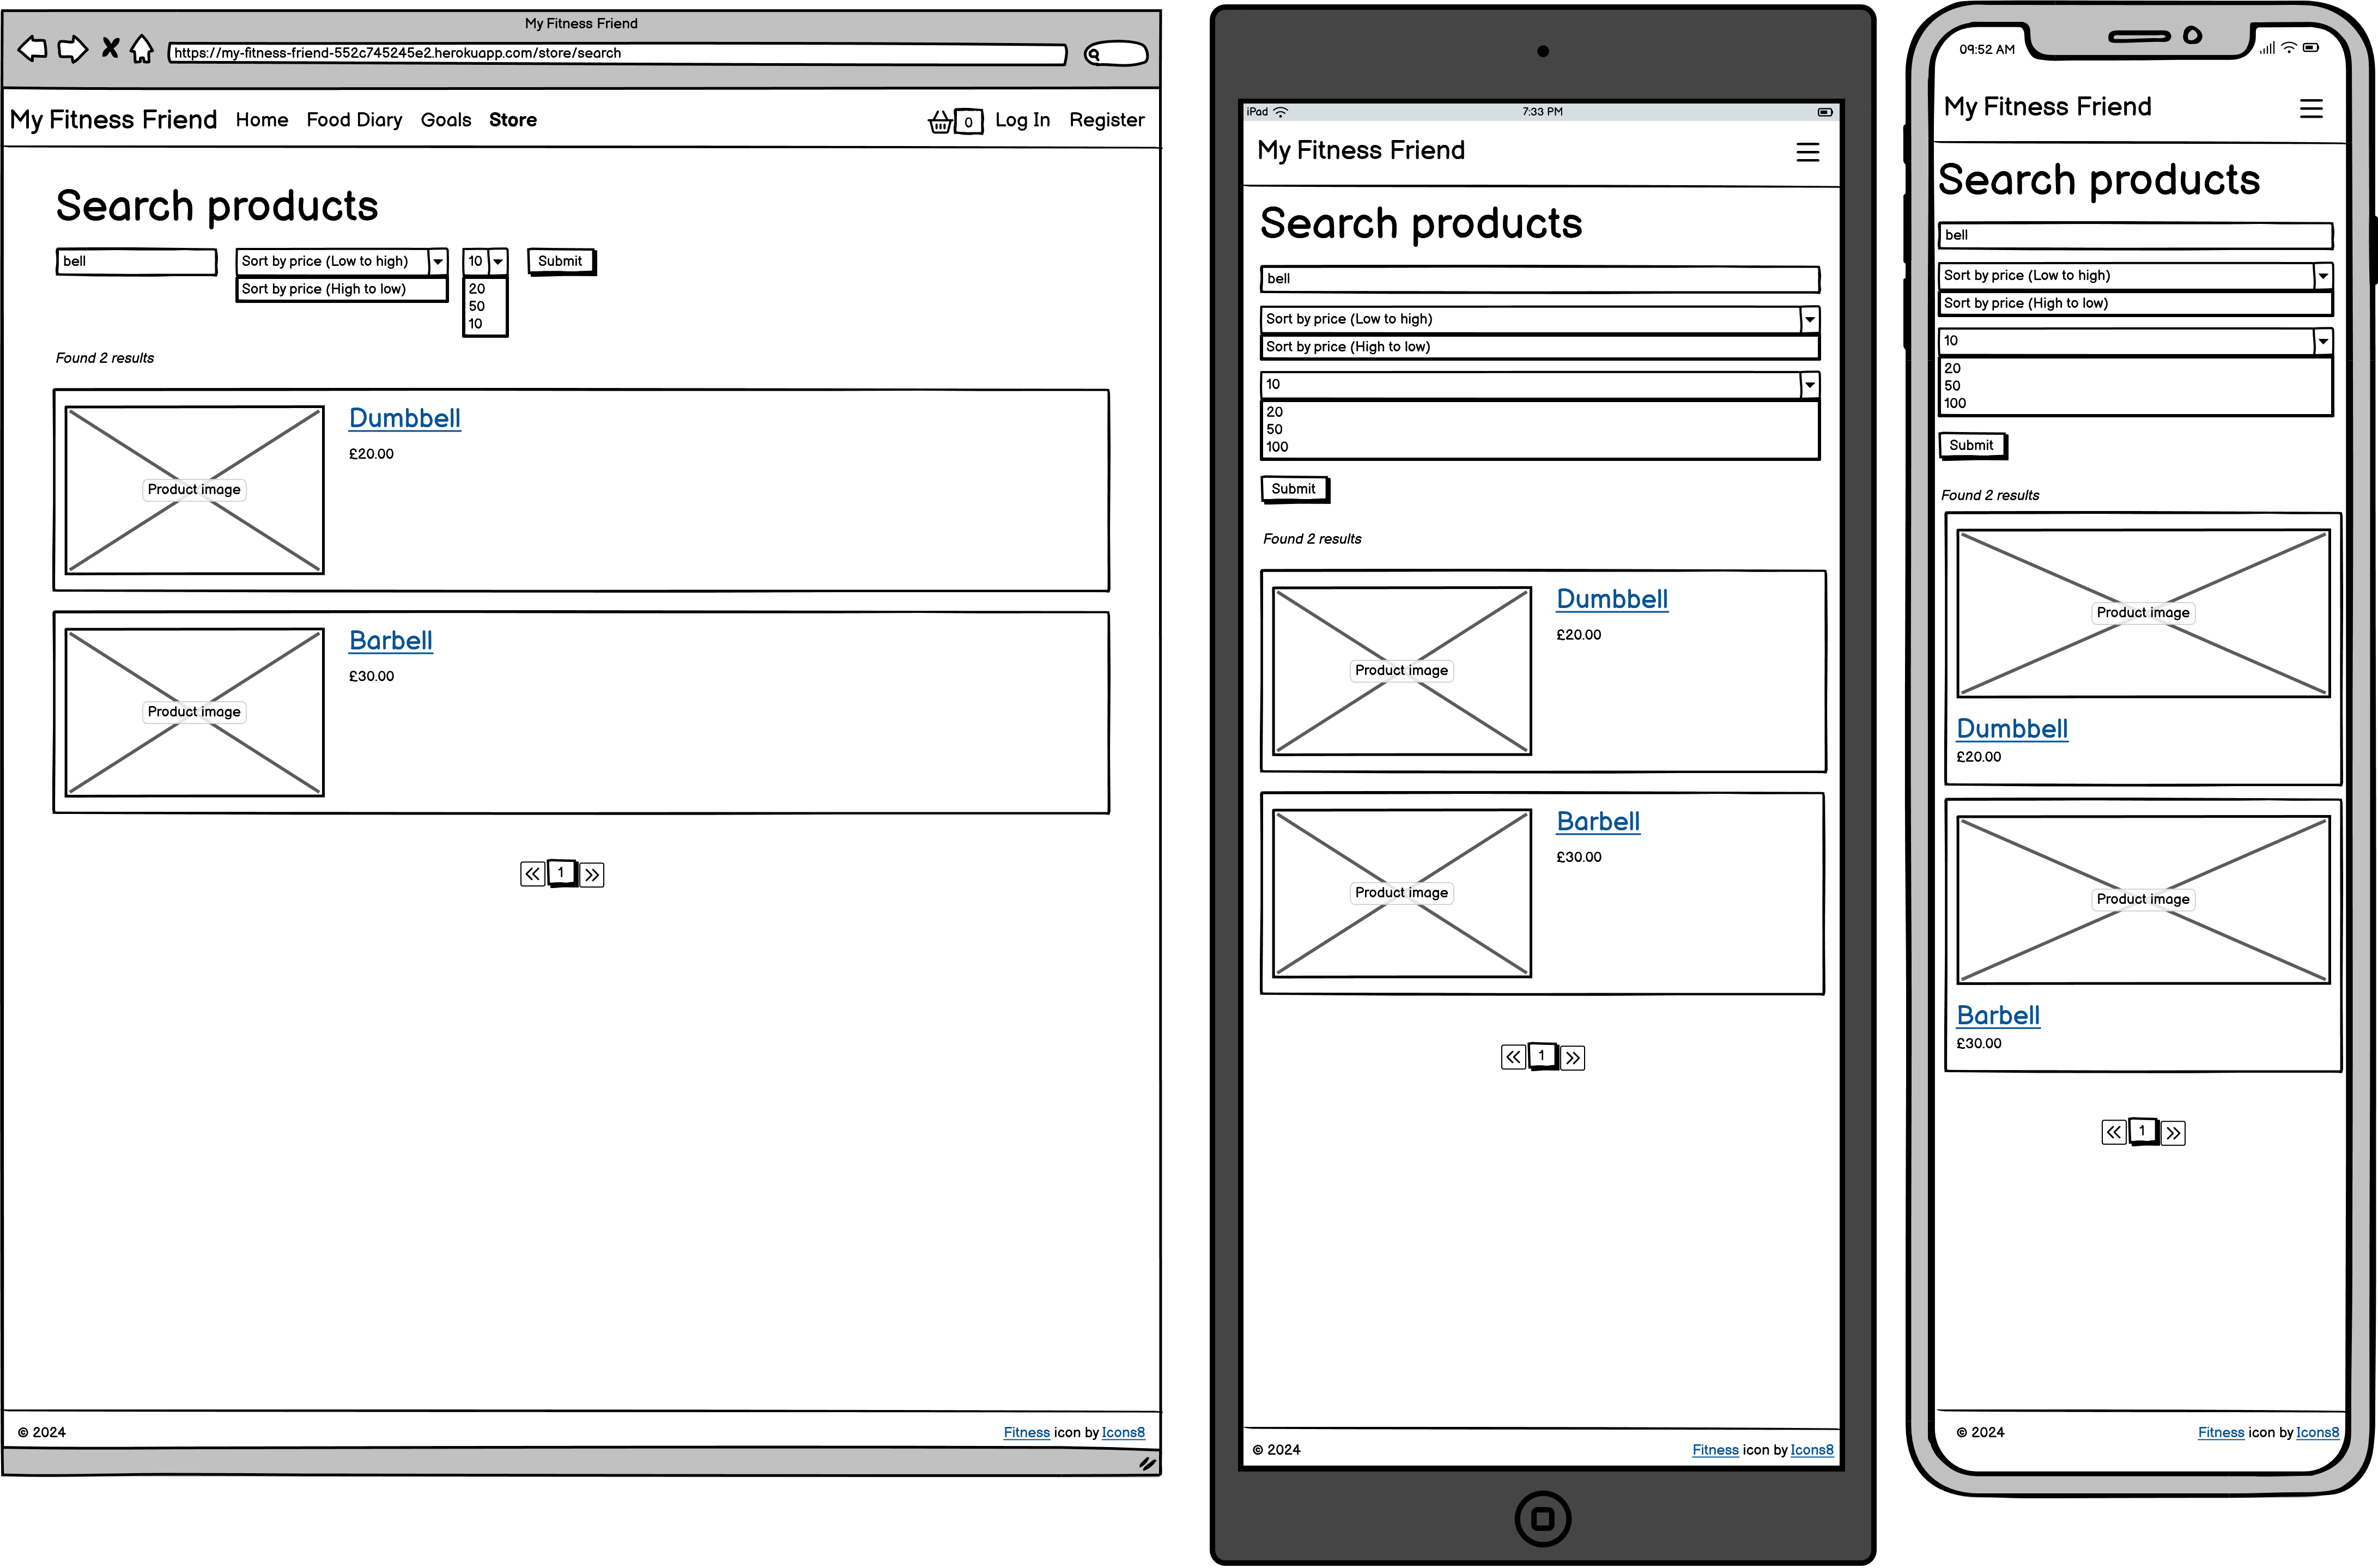 My Fitness Friend
https://my-fitness-friend-552c745245e2.herokuapp.com/store/search
My Fitness Friend Home Food Diary Goals Store 0 Log In Register
Search products
bell Sort by price (Low to high) 10 Submit
Sort by price (High to low) 20
50
10
Found 2 results
Product image
Dumbbell
£20.00
Product image
Barbell
£30.00
1
© 2024 Fitness icon by Icons8
iPad 7:33 PM
My Fitness Friend
Search products
bell
Sort by price (Low to high)
Sort by price (High to low)
10
20
50
100
Submit
Found 2 results
Product image
Dumbbell
£20.00
Product image
Barbell
£30.00
1
© 2024 Fitness icon by Icons8
09:52 AM
My Fitness Friend
Search products
bell
Sort by price (Low to high)
Sort by price (High to low)
10
20
50
100
Submit
Found 2 results
Product image
Dumbbell
£20.00
Product image
Barbell
£30.00
1
© 2024 Fitness icon by Icons8